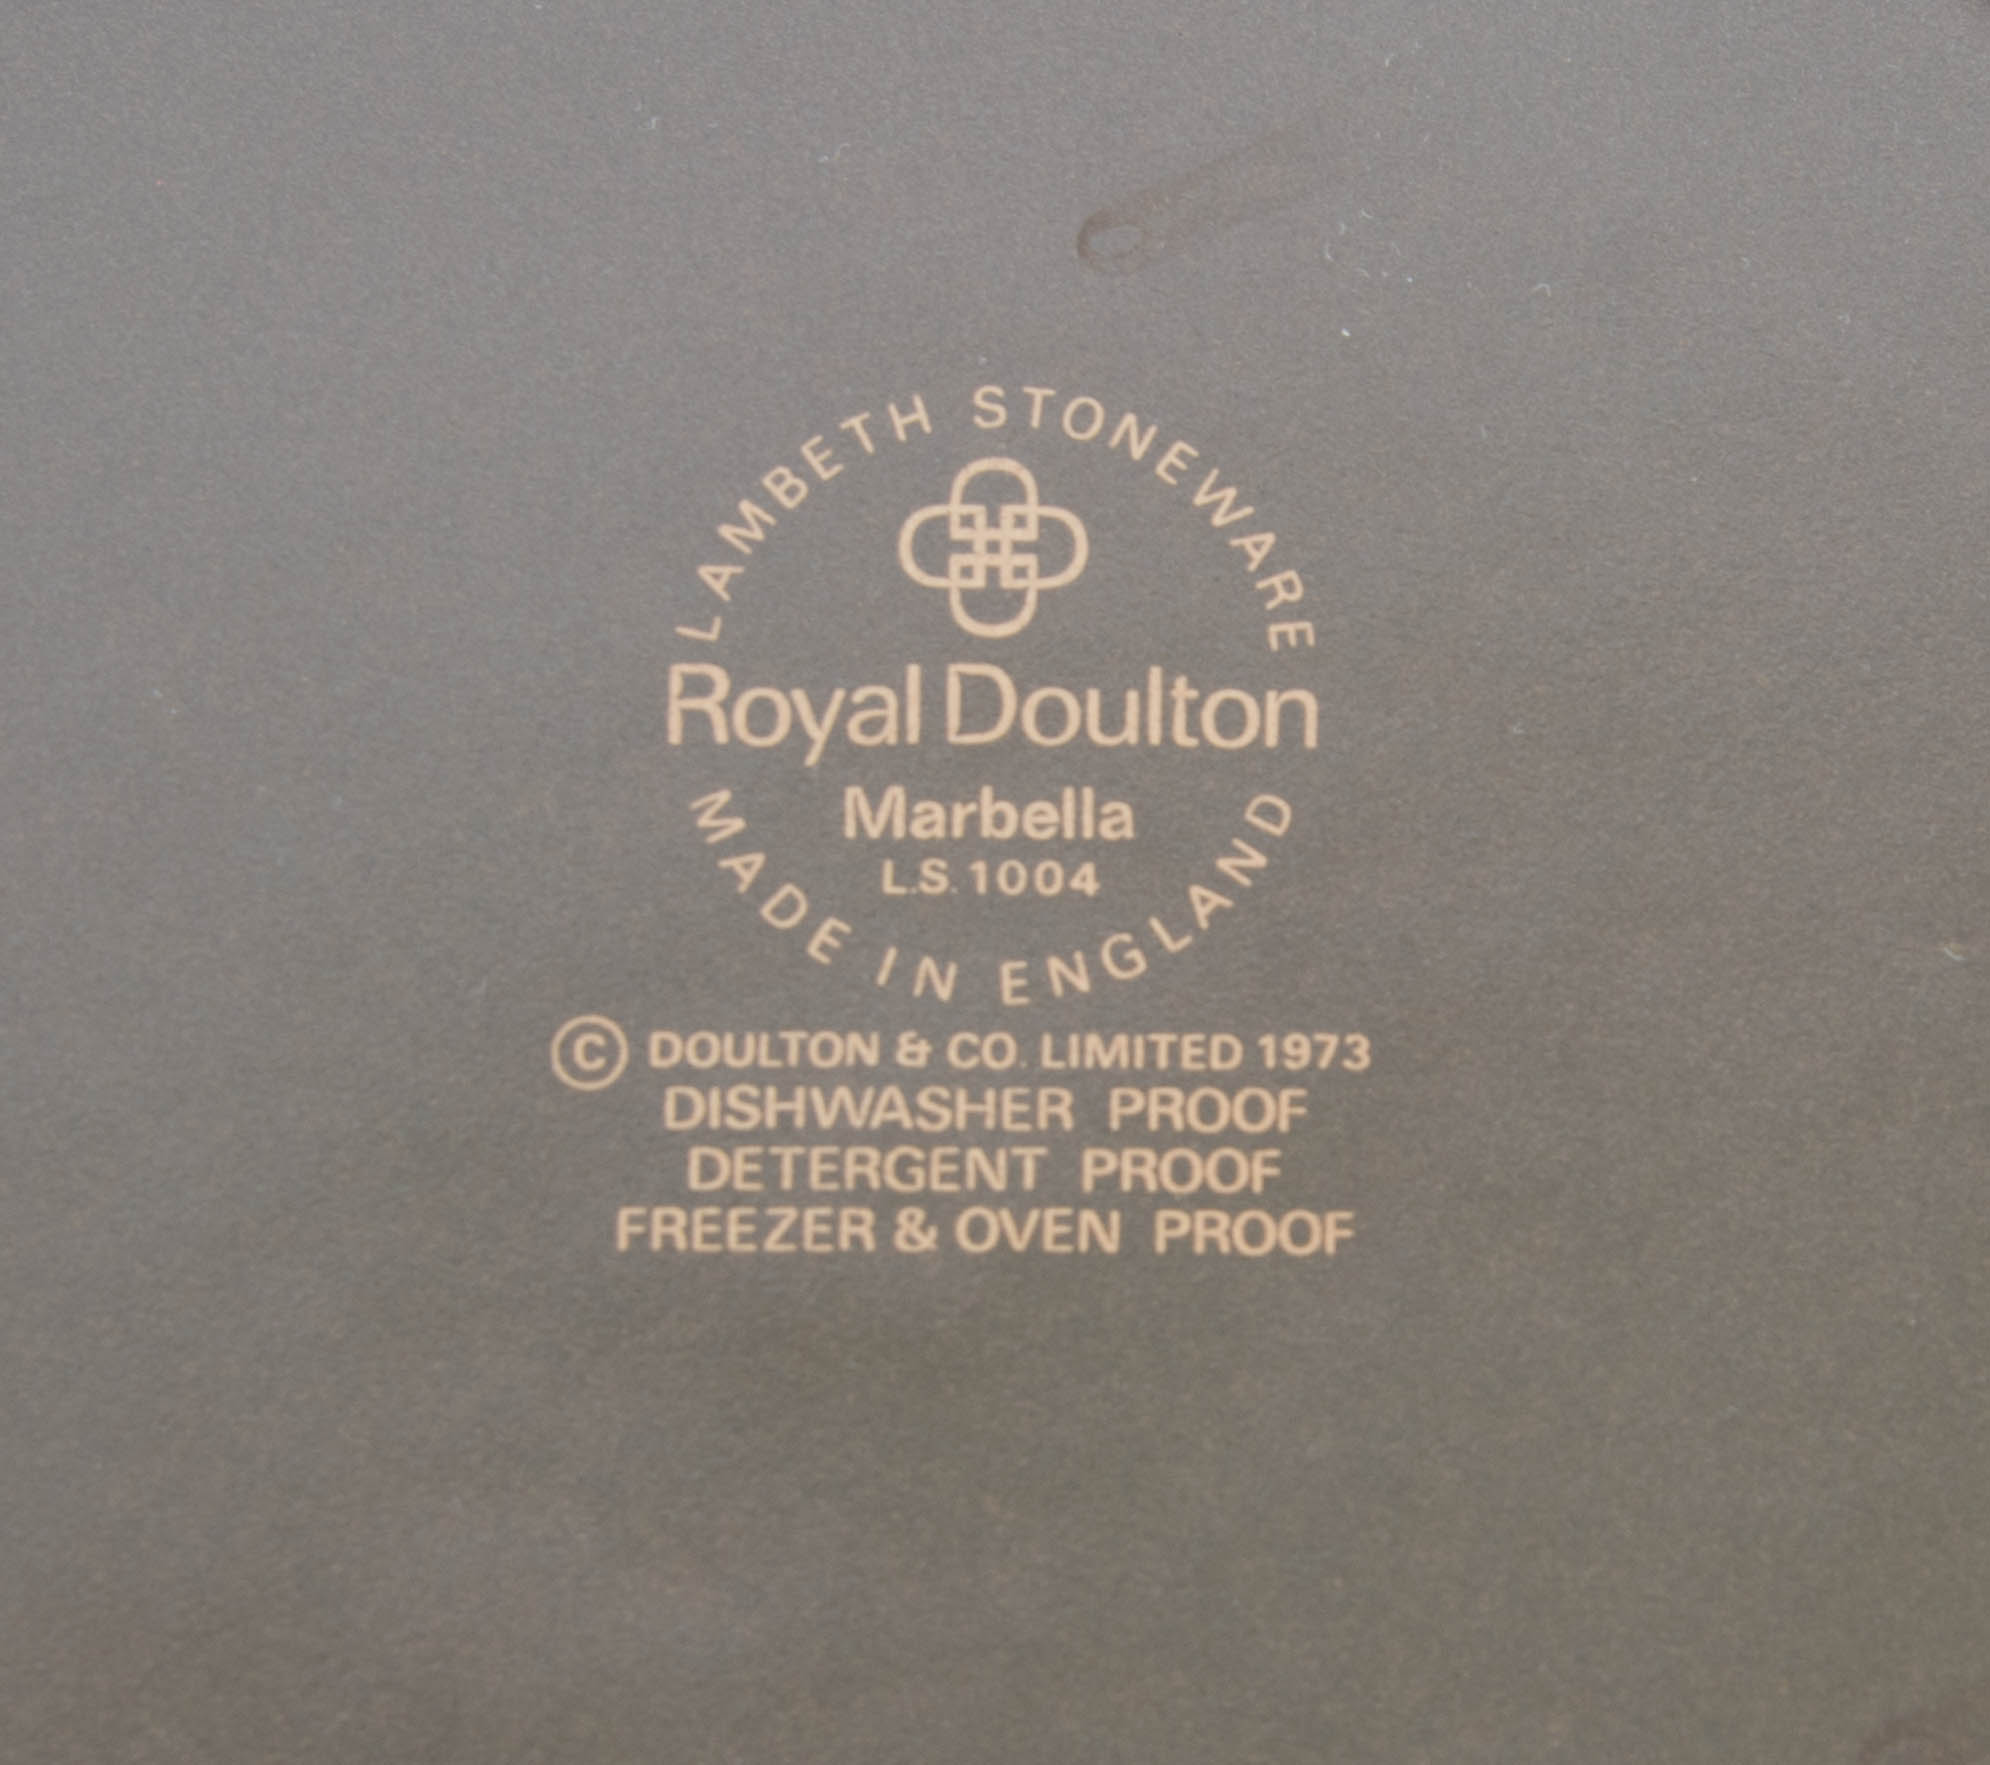 LAMBETH STONEWARE
Royal Doulton
Marbella
L.S. 1004
MADE IN ENGLAND
© DOULTON & CO. LIMITED 1973
DISHWASHER PROOF
DETERGENT PROOF
FREEZER & OVEN PROOF